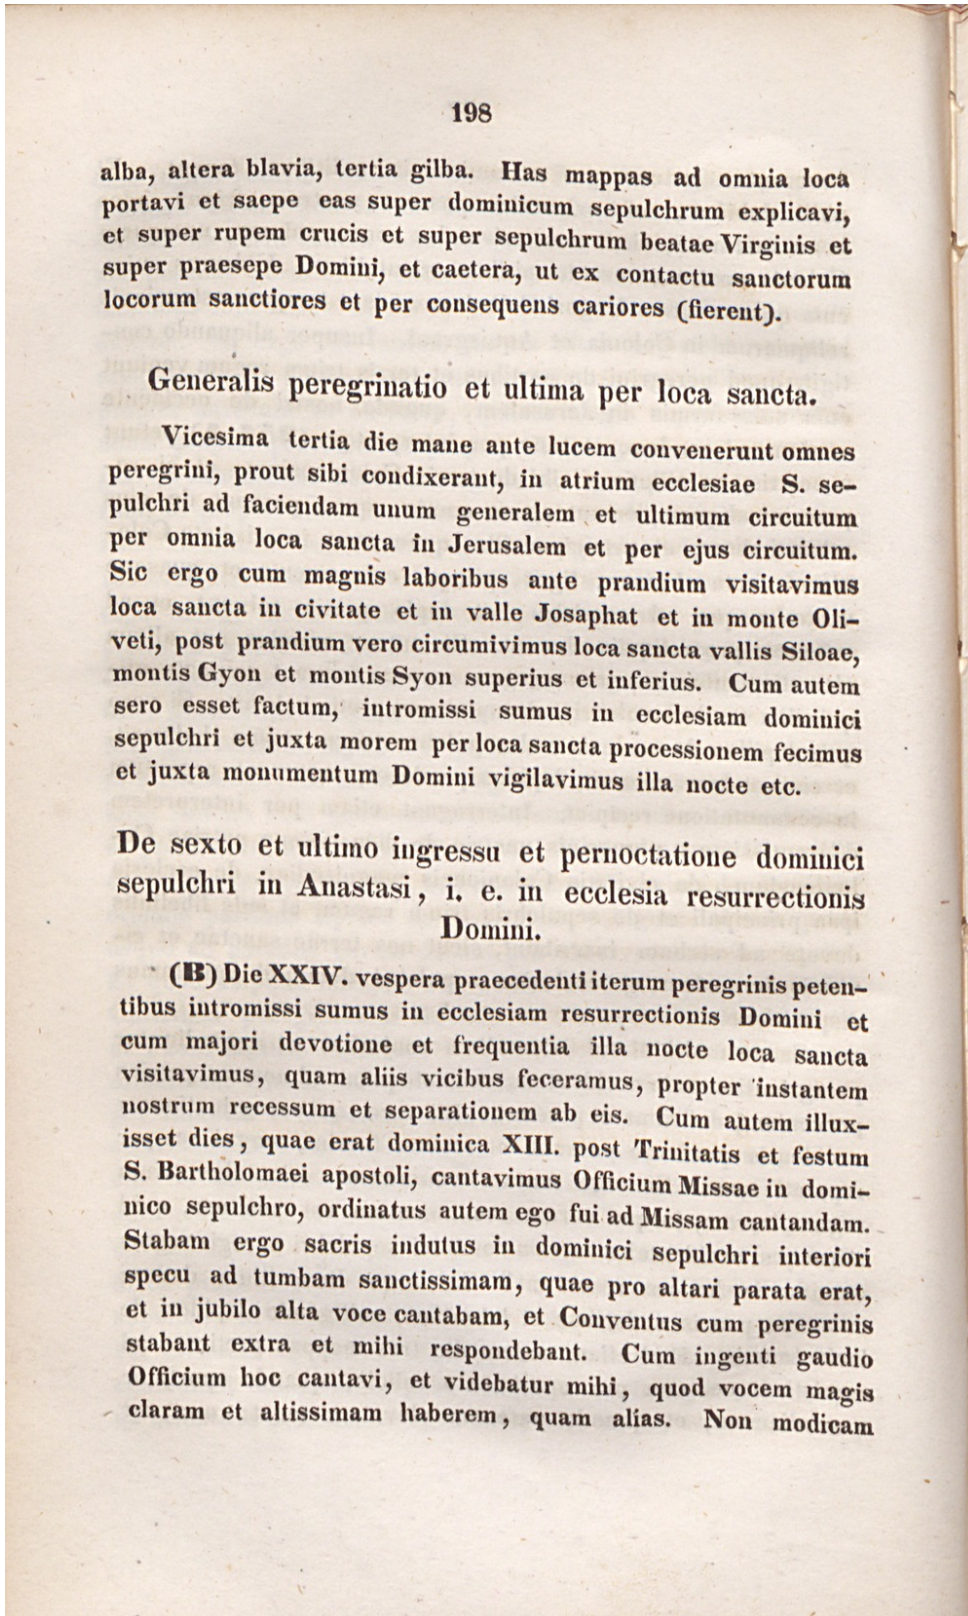 198
alba, altera blavia, tertia gilba. Has mappas ad omnia loca
portavi et saepe eas super dominicum sepulchrum explicavi,
et super rupem crucis et super sepulchrum beatae Virginis et
super praesepe Domini, et caetera, ut ex contactu sanctorum
locorum sanctiores et per consequens cariores (fierent).
Generalis peregrinatio et ultima per loca sancta.
Vicesima tertia die mane ante lucem convenerunt omnes
peregrini, prout sibi condixerant, in atrium ecclesiae S. se-
pulchri ad faciendam unum generalem et ultimum circuitum
per omnia loca sancta in Jerusalem et per ejus circuitum.
Sic ergo cum magnis laboribus ante prandium visitavimus
loca sancta in civitate et in valle Josaphat et in monte Oli-
veti, post prandium vero circumivimus loca sancta vallis Siloae,
montis Gyon et montis Syon superius et inferius. Cum autem
sero esset factum, intromissi sumus in ecclesiam dominici
sepulchri et juxta morem per loca sancta processionem fecimus
et juxta monumentum Domini vigilavimus illa nocte etc.
De sexto et ultimo ingressu et pernoctatione dominici
sepulchri in Anastasi, i. e. in ecclesia resurrectionis
Domini.
(B) Die XXIV. vespera praecedenti iterum peregrinis peten-
tibus intromissi sumus in ecclesiam resurrectionis Domini et
cum majori devotione et frequentia illa nocte loca sancta
visitavimus, quam aliis vicibus feceramus, propter instantem
nostrum recessum et separationem ab eis. Cum autem illux-
isset dies, quae erat dominica XIII. post Trinitatis et festum
S. Bartholomaei apostoli, cantavimus Officium Missae in domi-
nico sepulchro, ordinatus autem ego fui ad Missam cantandam.
Stabam ergo sacris indutus in dominici sepulchri interiori
specu ad tumbam sanctissimam, quae pro altari parata erat,
et in jubilo alta voce cantabam, et Conventus cum peregrinis
stabant extra et mihi respondebant. Cum ingenti gaudio
Officium hoc cantavi, et videbatur mihi, quod vocem magis
claram et altissimam haberem, quam alias. Non modicam